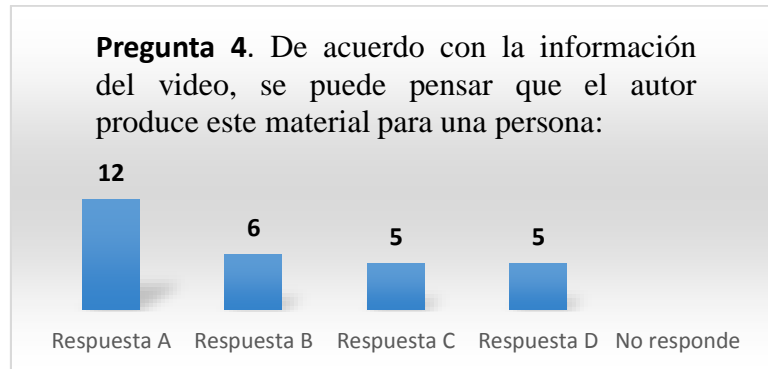 Pregunta 4. De acuerdo con la información
del video, se puede pensar que el autor
produce este material para una persona:
12
6
5
5
Respuesta A
Respuesta B
Respuesta C
Respuesta D
No responde